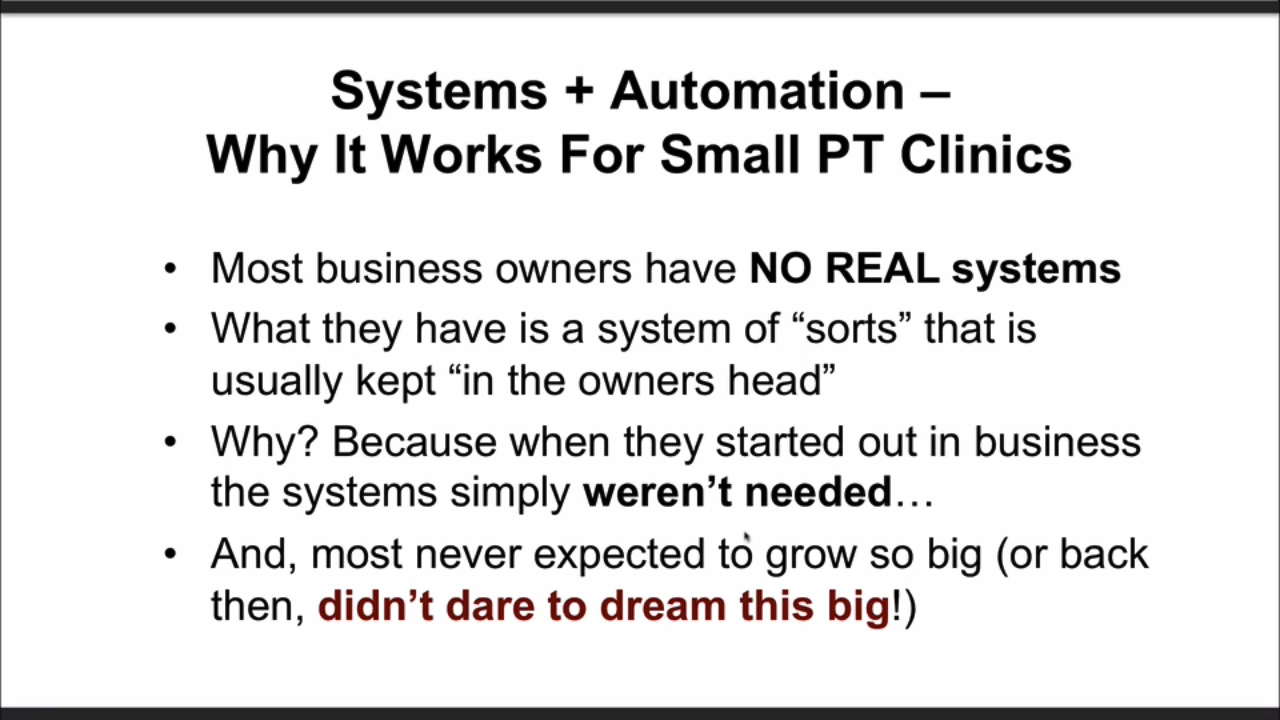 Systems + Automation –
Why It Works For Small PT Clinics
• Most business owners have NO REAL systems
• What they have is a system of “sorts” that is
usually kept “in the owners head”
• Why? Because when they started out in business
the systems simply weren’t needed…
• And, most never expected to grow so big (or back
then, didn’t dare to dream this big!)